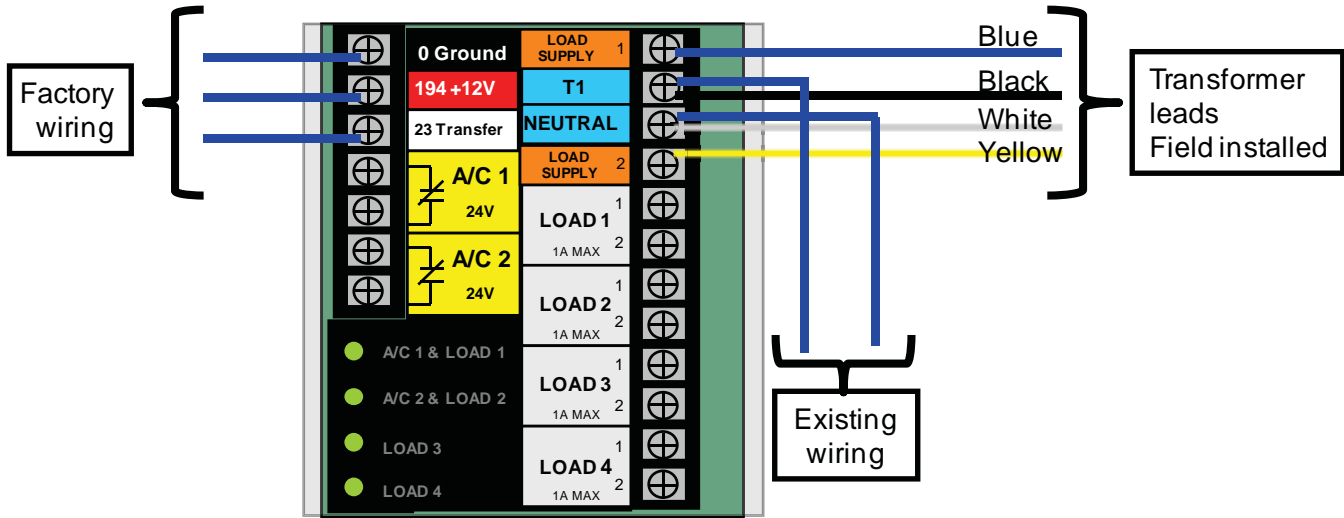 Factory
wiring
0 Ground
194 +12V
23 Transfer
A/C 1
24V
A/C 2
24V
A/C 1 & LOAD 1
A/C 2 & LOAD 2
LOAD 3
LOAD 4
LOAD
SUPPLY 1
T1
NEUTRAL
LOAD
SUPPLY 2
1
LOAD 1
2
1A MAX
1
LOAD 2
2
1A MAX
1
LOAD 3
2
1A MAX
1
LOAD 4
2
1A MAX
Blue
Black
White
Yellow
Transformer
leads
Field installed
Existing
wiring